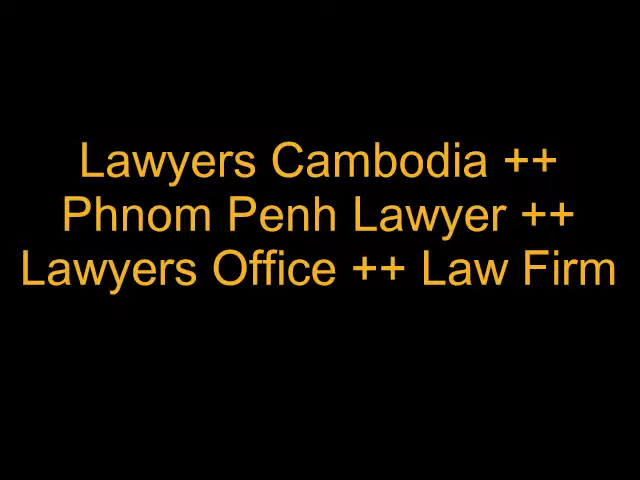 Lawyers Cambodia ++
Phnom Penh Lawyer ++
Lawyers Office ++ Law Firm